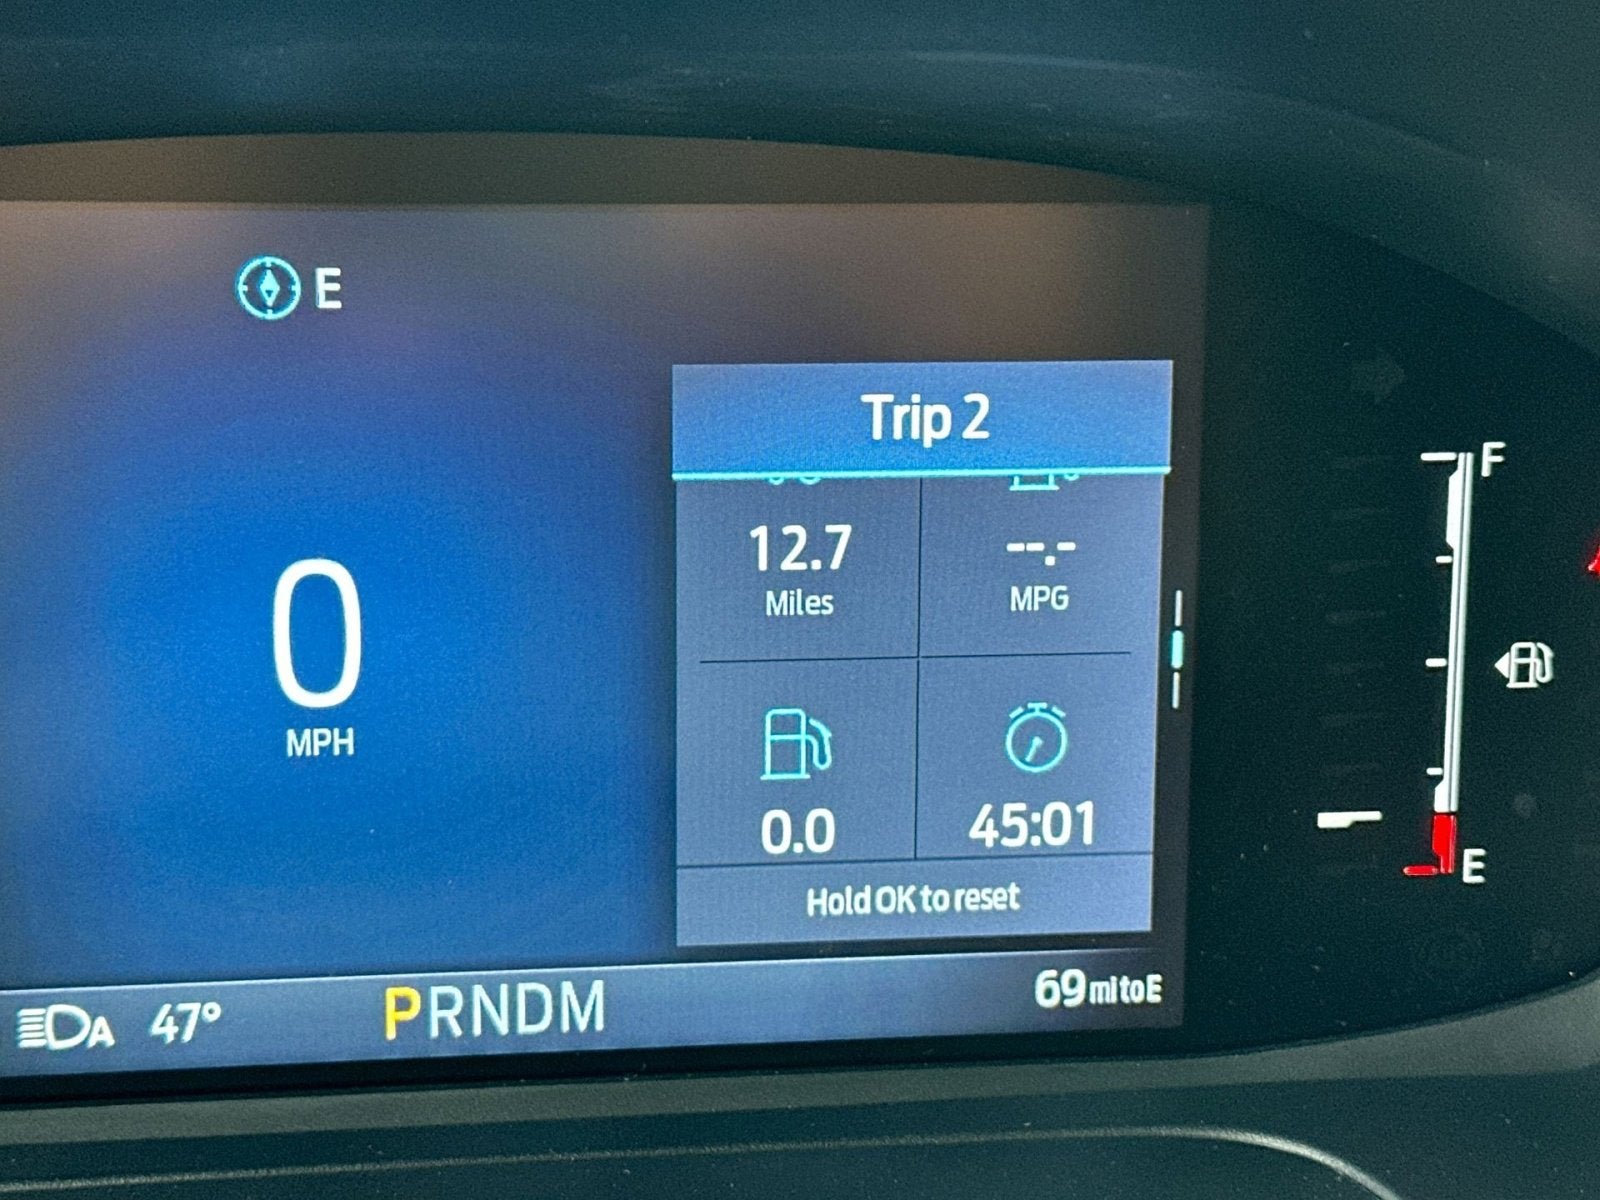 E
Trip 2
F
12.7
Miles
--.-
MPG
0
MPH
0.0
45:01
E
Hold OK to reset
A 47° PRNDM 69 mi to E